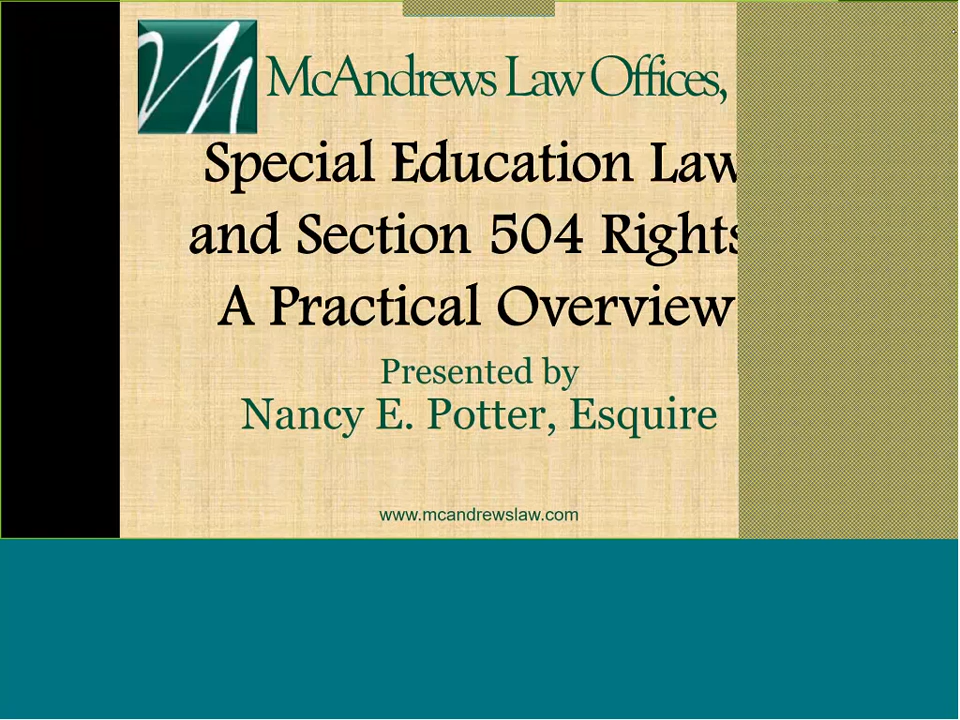 McAndrews Law Offices,
Special Education Law
and Section 504 Rights
A Practical Overview
Presented by
Nancy E. Potter, Esquire
www.mcandrewslaw.com